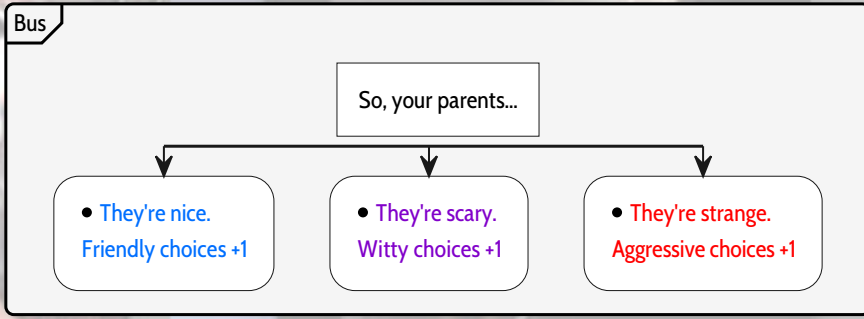 Bus
So, your parents...
They're nice.
Friendly choices +1
They're scary.
Witty choices +1
They're strange.
Aggressive choices +1